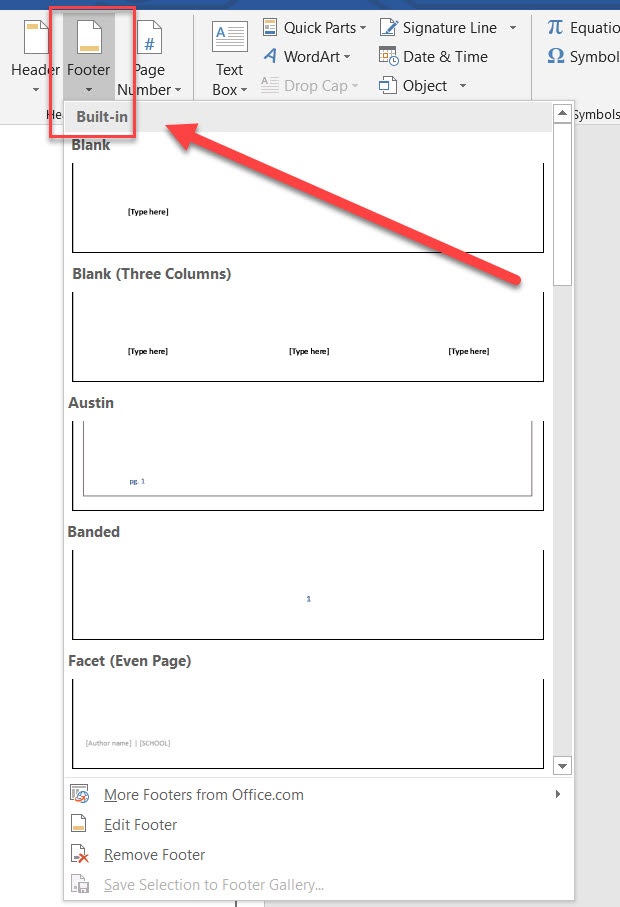 Header
Footer
Page
Number
Text
Box
Quick Parts
WordArt
Drop Cap
Signature Line
Date & Time
Object
Equatio
Symbol
He
Symbols
Built-in
Blank
[Type here]
Blank (Three Columns)
[Type here] [Type here] [Type here]
Austin
pg. 1
Banded
1
Facet (Even Page)
[Author name] | [SCHOOL]
More Footers from Office.com
Edit Footer
Remove Footer
Save Selection to Footer Gallery...